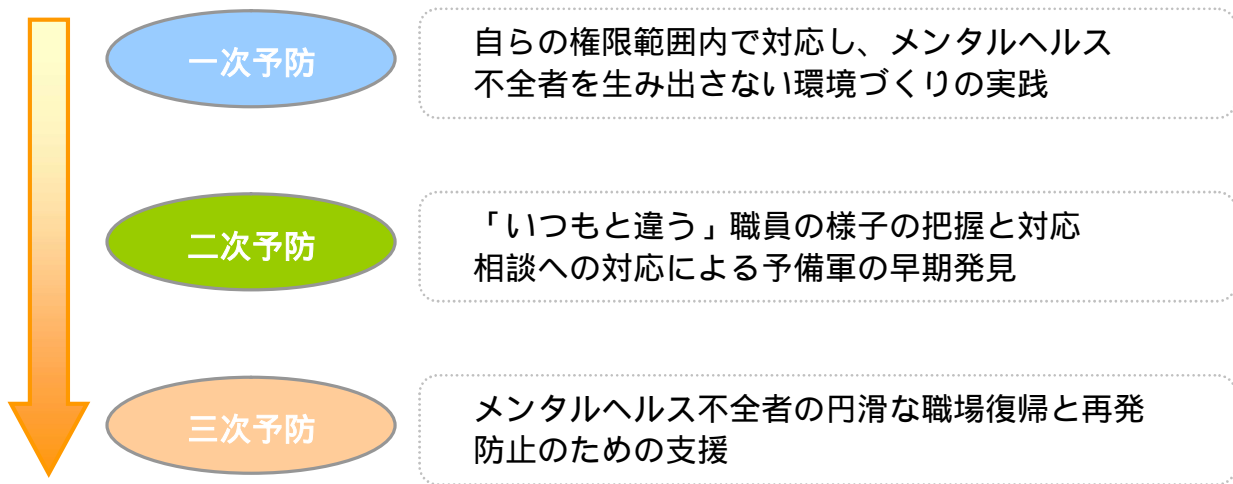 一次予防
自らの権限範囲内で対応し、メンタルヘルス
不全者を生み出さない環境づくりの実践
二次予防
「いつもと違う」職員の様子の把握と対応
相談への対応による予備軍の早期発見
三次予防
メンタルヘルス不全者の円滑な職場復帰と再発
防止のための支援